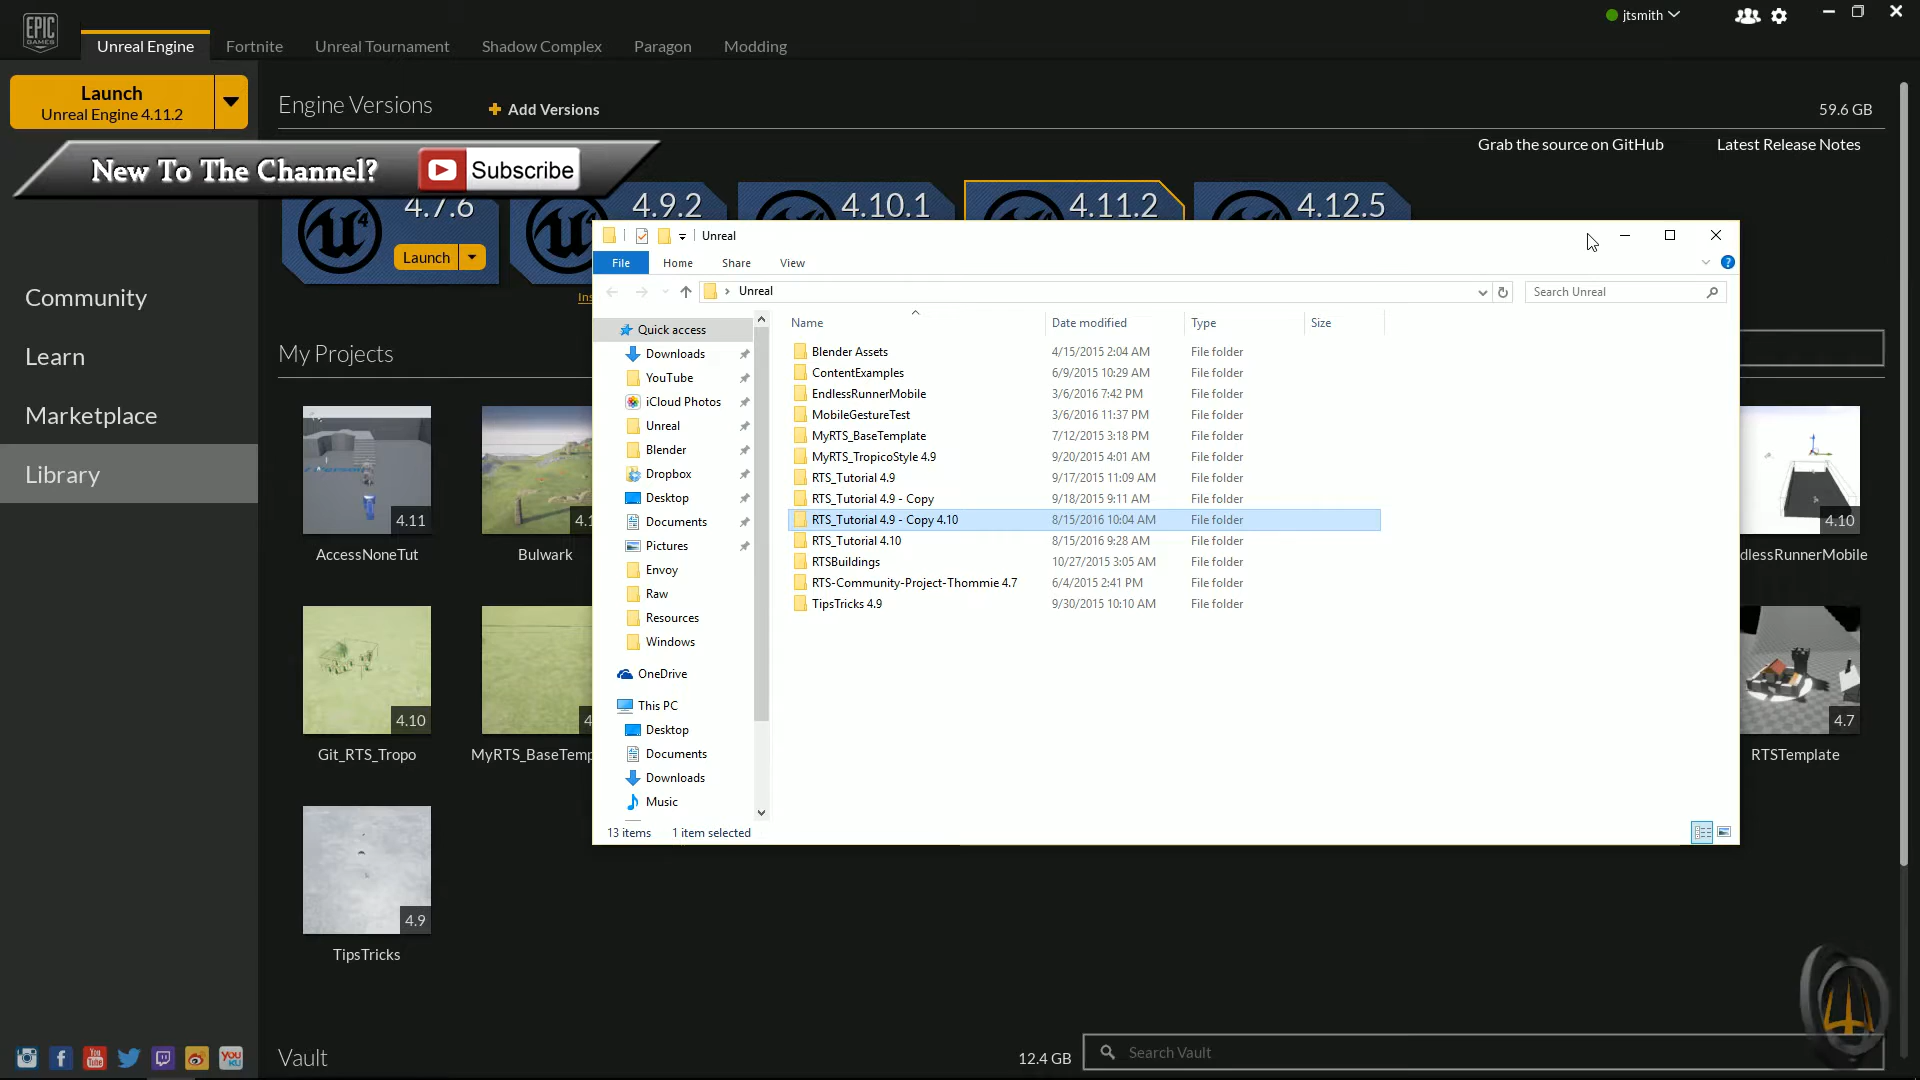 EPIC GAMES
Unreal Engine
Fortnite
Unreal Tournament
Shadow Complex
Paragon
Modding
jtsmith
Launch
Unreal Engine 4.11.2
Engine Versions
Add Versions
59.6 GB
Grab the source on GitHub
Latest Release Notes
New To The Channel?
Subscribe
4.7.6
4.9.2
4.10.1
4.11.2
4.12.5
Launch
Ins
Community
Learn
Marketplace
Library
My Projects
4.11
AccessNoneTut
4.1
Bulwark
4.10
dlessRunnerMobile
4.10
Git_RTS_Tropo
4
MyRTS_BaseTemp
4.7
RTSTemplate
4.9
TipsTricks
Vault
12.4 GB
Search Vault
Unreal
File
Home
Share
View
Unreal
Search Unreal
Quick access
Downloads
YouTube
iCloud Photos
Unreal
Blender
Dropbox
Desktop
Documents
Pictures
Envoy
Raw
Resources
Windows
OneDrive
This PC
Desktop
Documents
Downloads
Music
Name Date modified Type Size
Blender Assets 4/15/2015 2:04 AM File folder
ContentExamples 6/9/2015 10:29 AM File folder
EndlessRunnerMobile 3/6/2016 7:42 PM File folder
MobileGestureTest 3/6/2016 11:37 PM File folder
MyRTS_BaseTemplate 7/12/2015 3:18 PM File folder
MyRTS_TropicoStyle 4.9 9/20/2015 4:01 AM File folder
RTS_Tutorial 4.9 9/17/2015 11:09 AM File folder
RTS_Tutorial 4.9 - Copy 9/18/2015 9:11 AM File folder
RTS_Tutorial 4.9 - Copy 4.10 8/15/2016 10:04 AM File folder
RTS_Tutorial 4.10 8/15/2016 9:28 AM File folder
RTSBuildings 10/27/2015 3:05 AM File folder
RTS-Community-Project-Thommie 4.7 6/4/2015 2:41 PM File folder
TipsTricks 4.9 9/30/2015 10:10 AM File folder
13 items
1 item selected